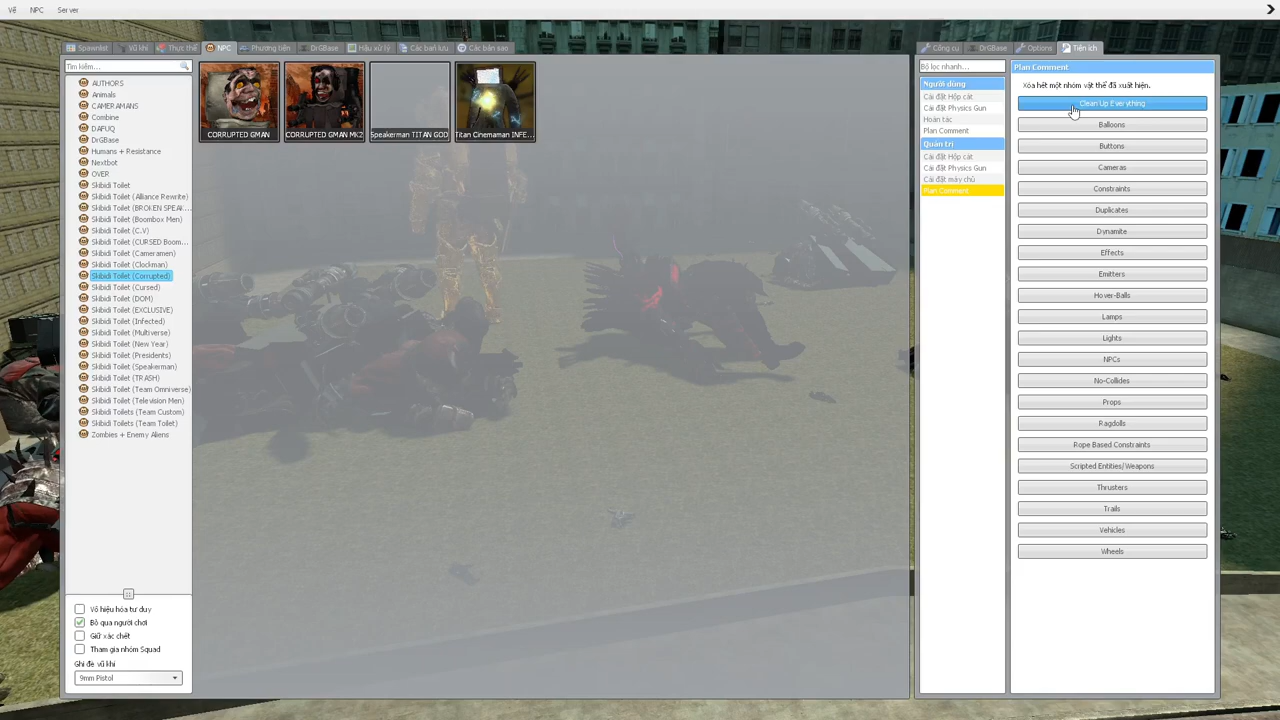 Vẽ NPC Server
Spawnlist Vũ khí Thực thể NPC Phương tiện DrGBase Hậu xử lý Các bản lưu Các bản sao
Công cụ DrGBase Options Tiện ích
Tìm kiếm...
AUTHORS
Animals
CAMERAMANS
Combine
DAFUQ
DrGBase
Humans + Resistance
Nextbot
OVER
Skibidi Toilet
Skibidi Toilet (Alliance Rewrite)
Skibidi Toilet (BROKEN SPEAK...
Skibidi Toilet (Boombox Men)
Skibidi Toilet (C.V)
Skibidi Toilet (CURSED Boom...
Skibidi Toilet (Cameramen)
Skibidi Toilet (Clockman)
Skibidi Toilet (Corrupted)
Skibidi Toilet (Cursed)
Skibidi Toilet (DOM)
Skibidi Toilet (EXCLUSIVE)
Skibidi Toilet (Infected)
Skibidi Toilet (Multiverse)
Skibidi Toilet (New Year)
Skibidi Toilet (Presidents)
Skibidi Toilet (Speakerman)
Skibidi Toilet (TRASH)
Skibidi Toilet (Team Omniverse)
Skibidi Toilet (Television Men)
Skibidi Toilets (Team Custom)
Skibidi Toilets (Team Toilet)
Zombies + Enemy Aliens
Vô hiệu hóa tư duy
Bỏ qua người chơi
Giữ xác chết
Tham gia nhóm Squad
Ghi đè vũ khí
9mm Pistol
CORRUPTED GMAN
CORRUPTED GMAN MK2
Speakerman TITAN GOD
Titan Cinemaman INFE...
Bộ lọc nhanh...
Người dùng
Cài đặt Hộp cát
Cài đặt Physics Gun
Hoàn tác
Plan Comment
Quản trị
Cài đặt Hộp cát
Cài đặt Physics Gun
Cài đặt máy chủ
Plan Comment
Plan Comment
Xóa hết một nhóm vật thể đã xuất hiện.
Clean Up Everything
Balloons
Buttons
Cameras
Constraints
Duplicates
Dynamite
Effects
Emitters
Hover-Balls
Lamps
Lights
NPCs
No-Collides
Props
Ragdolls
Rope Based Constraints
Scripted Entities/Weapons
Thrusters
Trails
Vehicles
Wheels